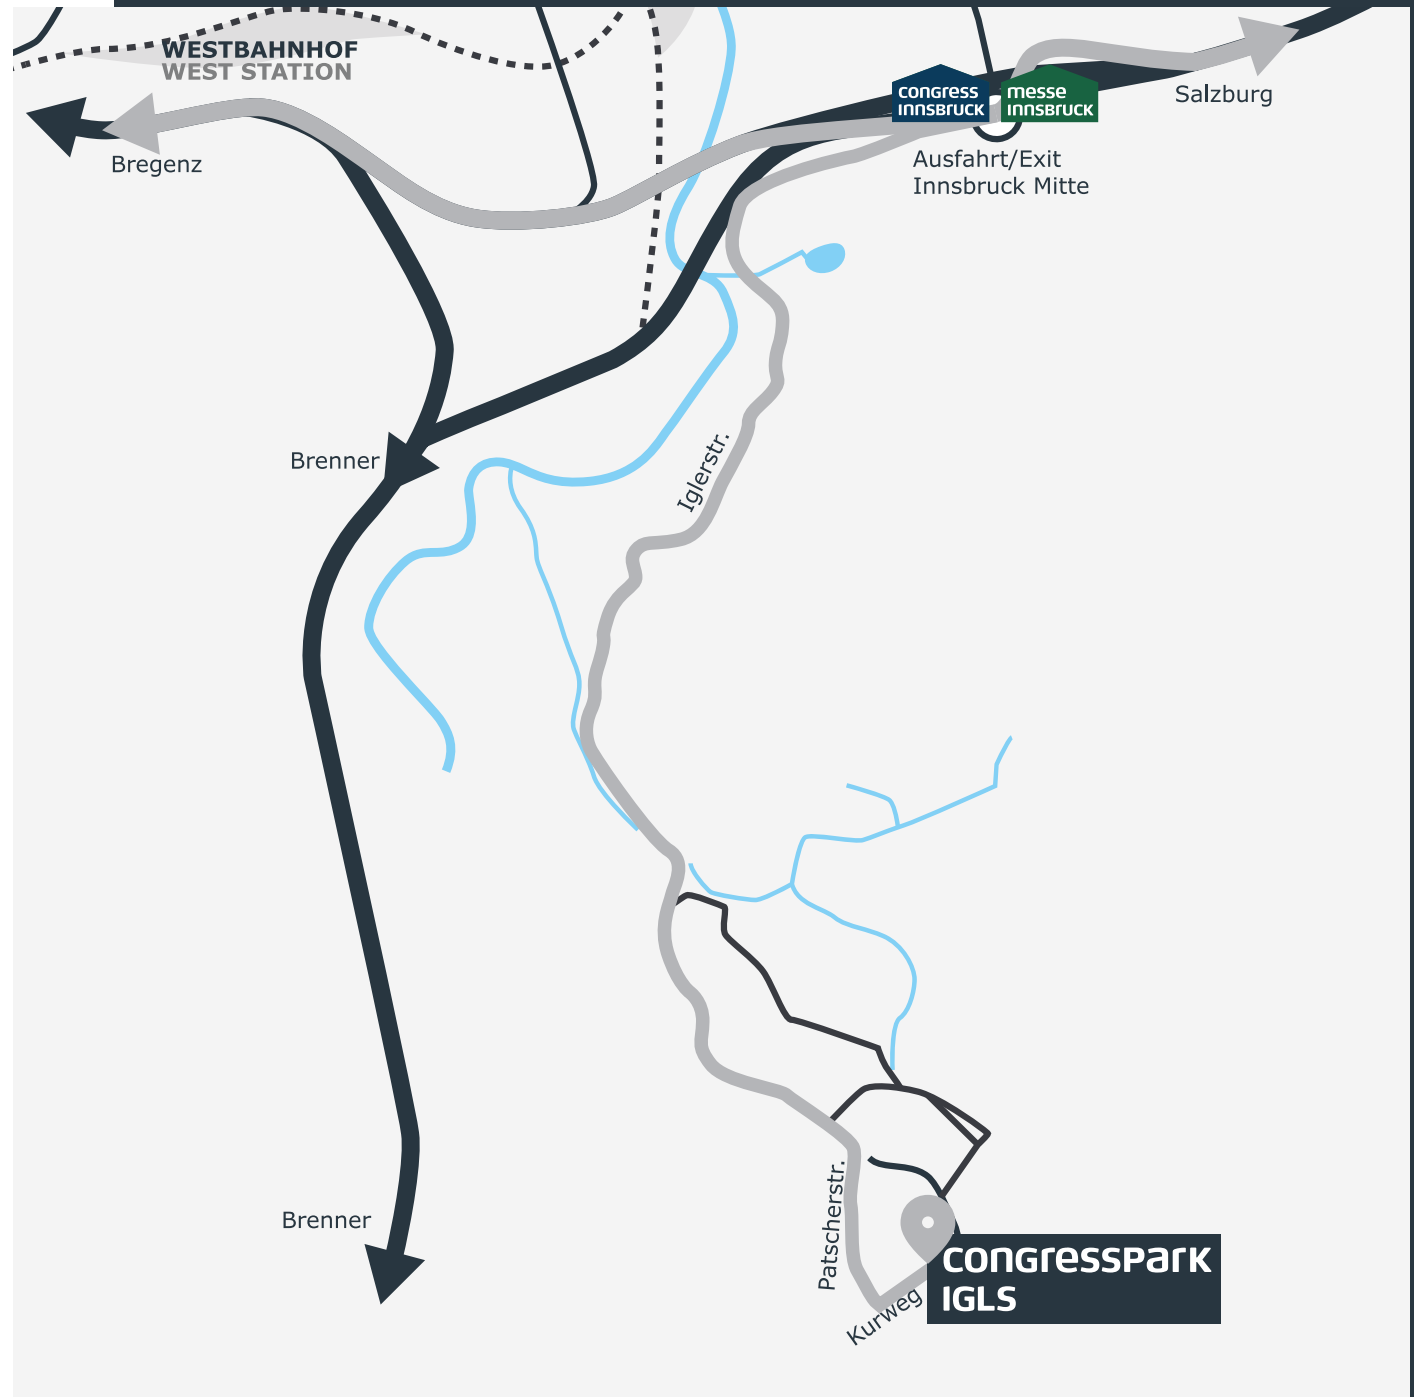 WESTBAHNHOF
WEST STATION
Bregenz
congress
INNSBRUCK
messe
INNSBRUCK
Salzburg
Ausfahrt/Exit
Innsbruck Mitte
Brenner
Iglerstr.
Brenner
Patscherstr.
Kurweg
congresspark
IGLS